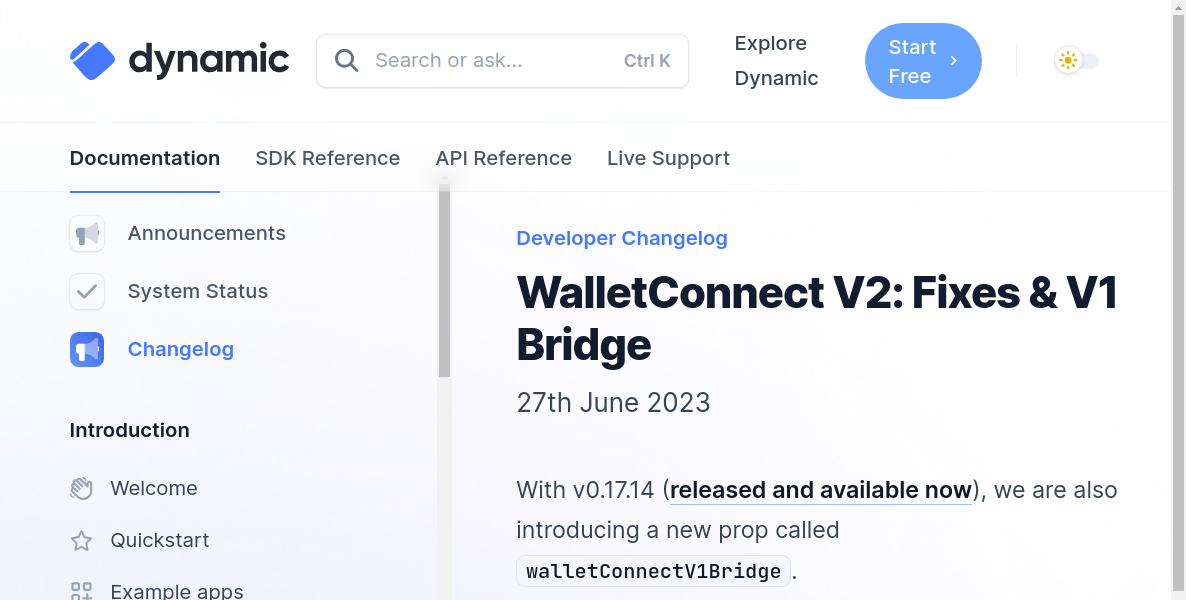 dynamic
Search or ask...
Ctrl K
Explore
Dynamic
Start
Free
Documentation
SDK Reference
API Reference
Live Support
Announcements
System Status
Changelog
Introduction
Welcome
Quickstart
Example apps
Developer Changelog
WalletConnect V2: Fixes & V1
Bridge
27th June 2023
With v0.17.14 (released and available now), we are also
introducing a new prop called
walletConnectV1Bridge.